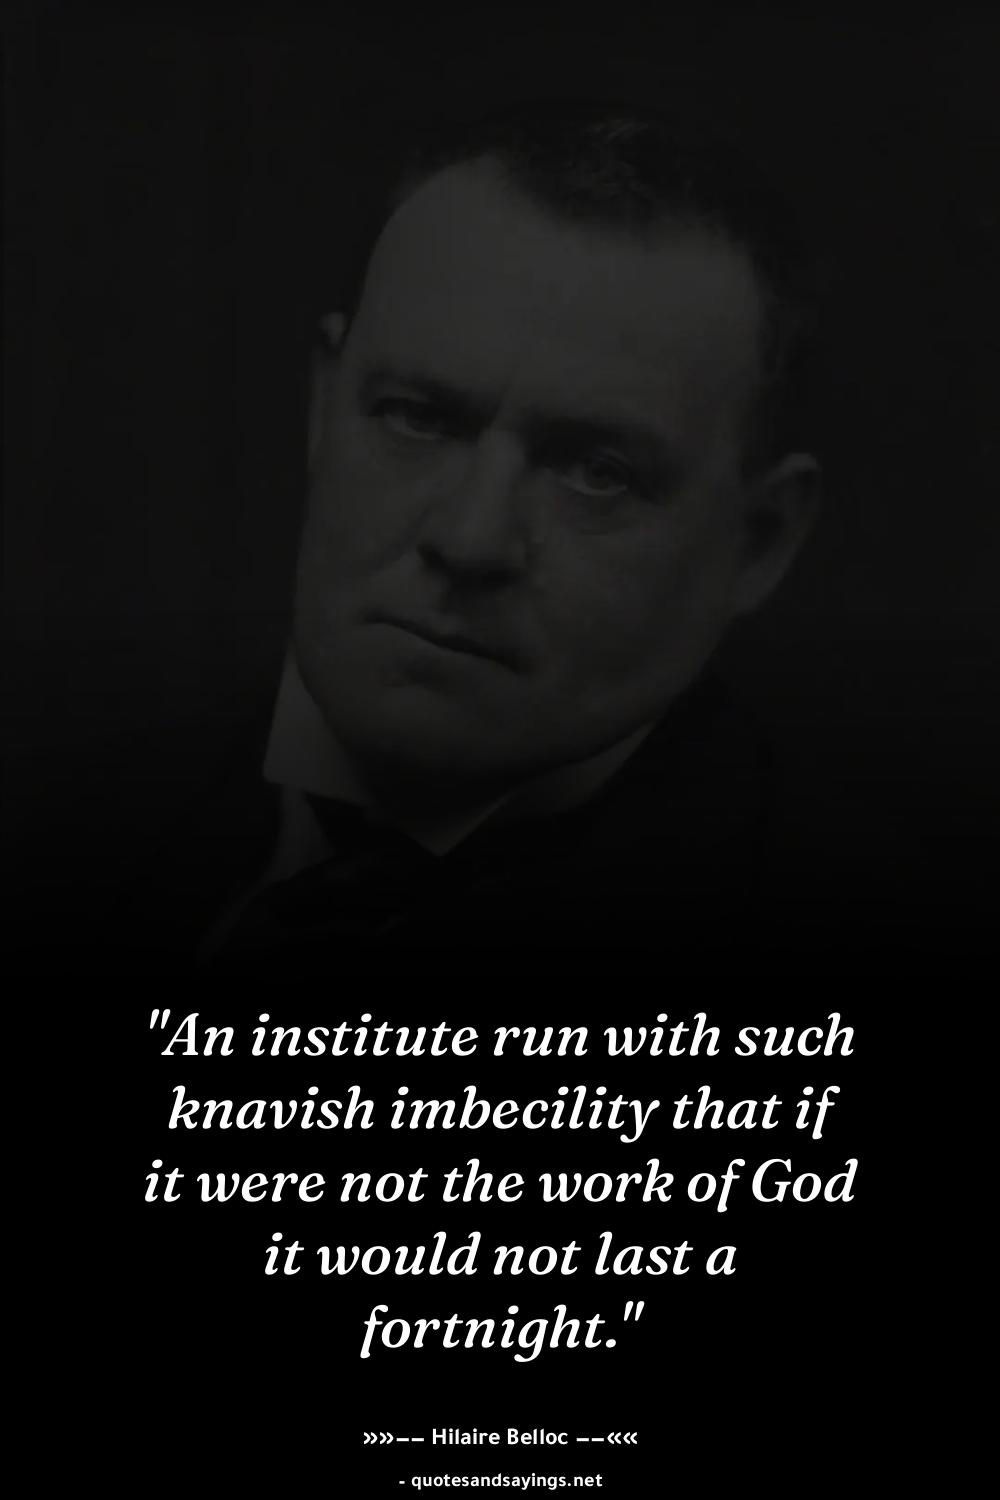 "An institute run with such
knavish imbecility that if
it were not the work of God
it would not last a
fortnight."
»»–– Hilaire Belloc ––««
- quotesandsayings.net